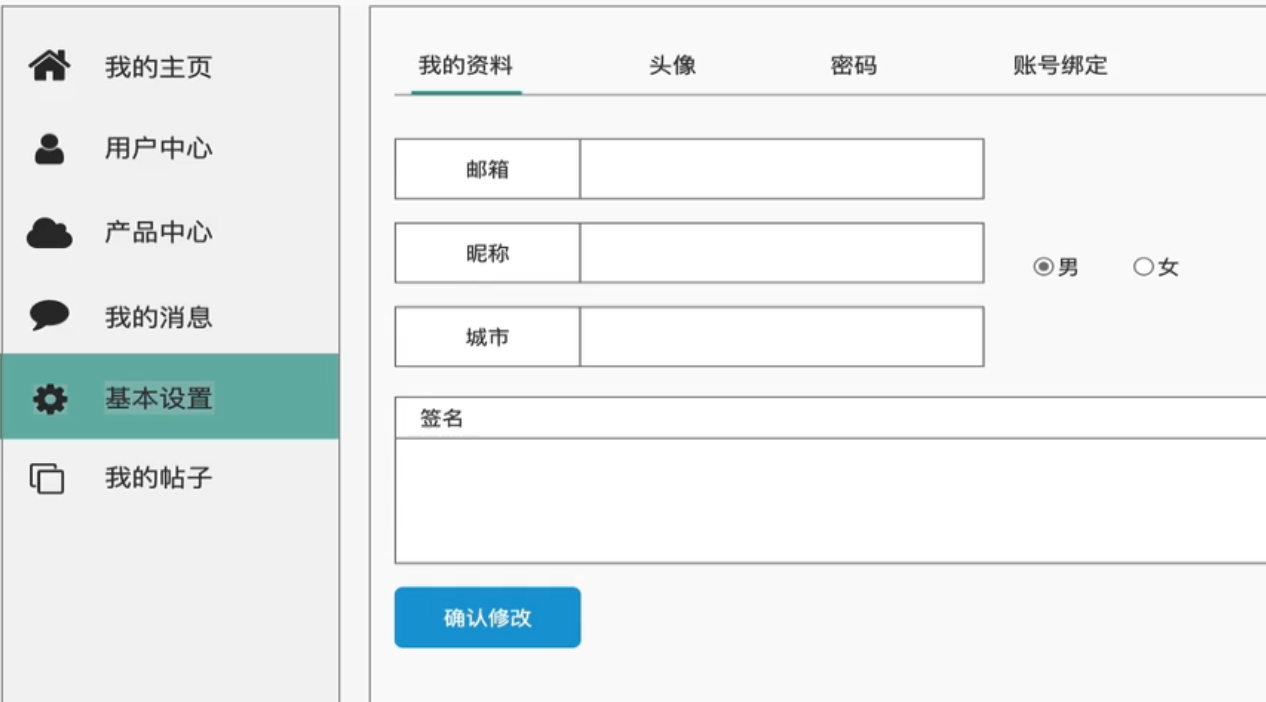 我的主页
用户中心
产品中心
我的消息
基本设置
我的帖子
我的资料 头像 密码 账号绑定
邮箱
昵称
男 女
城市
签名
确认修改